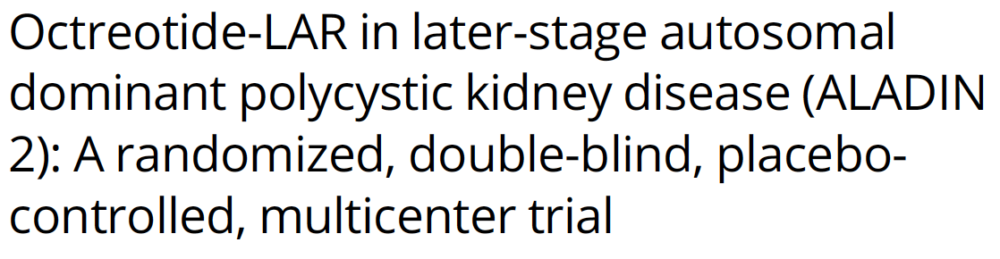 Octreotide-LAR in later-stage autosomal
dominant polycystic kidney disease (ALADIN
2): A randomized, double-blind, placebo-
controlled, multicenter trial